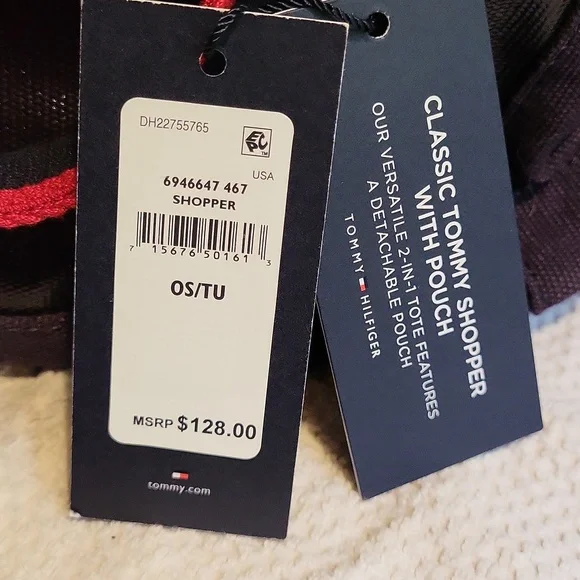 DH22755765
EPC™
USA
6946647 467
SHOPPER
7 15676 50161 3
OS/TU
MSRP $128.00
tommy.com
CLASSIC TOMMY SHOPPER
WITH POUCH
OUR VERSATILE 2-IN-1 TOTE FEATURES
A DETACHABLE POUCH
TOMMY HILFIGER